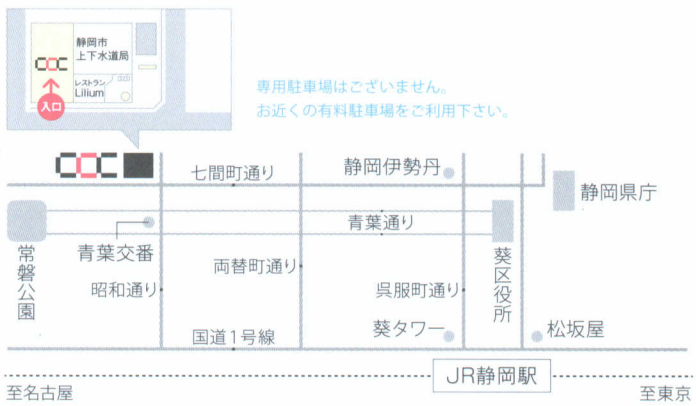 静岡市
上下水道局
CCC
レストラン
Lilium
入口
専用駐車場はございません。
お近くの有料駐車場をご利用下さい。
CCC
七間町通り
静岡伊勢丹
静岡県庁
青葉通り
常磐公園
青葉交番
両替町通り
葵区役所
昭和通り
呉服町通り
国道1号線
葵タワー
松坂屋
JR静岡駅
至名古屋
至東京